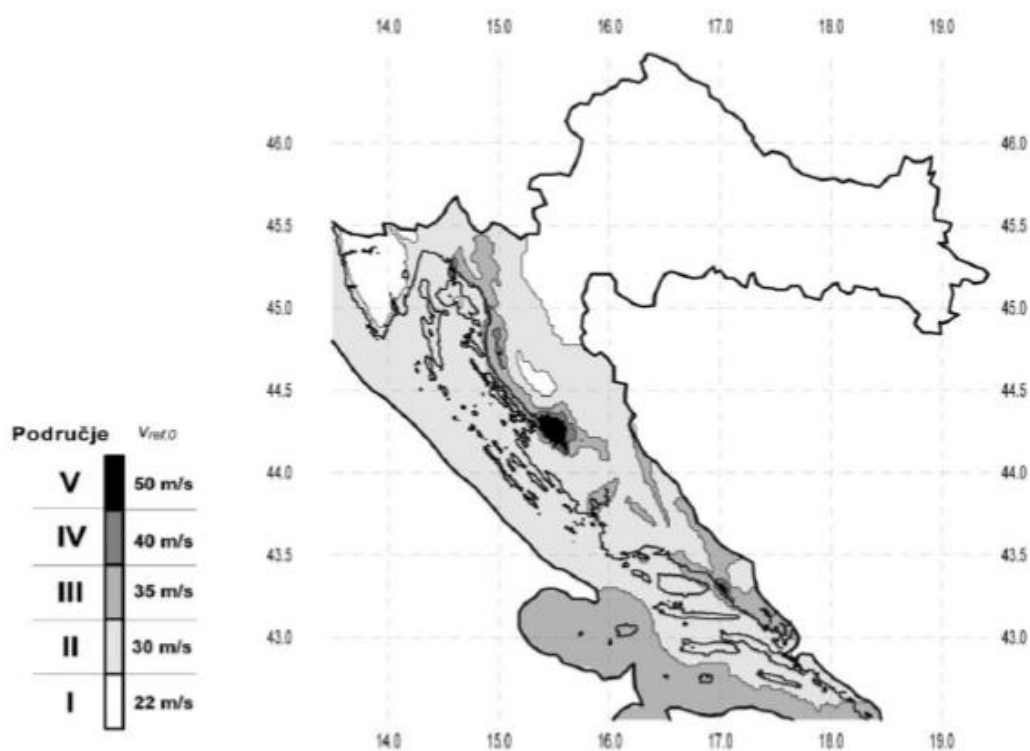 14.0 15.0 16.0 17.0 18.0 19.0
46.0 46.0
45.5 45.5
45.0 45.0
44.5 44.5
44.0 44.0
43.5 43.5
43.0 43.0
14.0 15.0 16.0 17.0 18.0 19.0
Područje Vref,0
V 50 m/s
IV 40 m/s
III 35 m/s
II 30 m/s
I 22 m/s